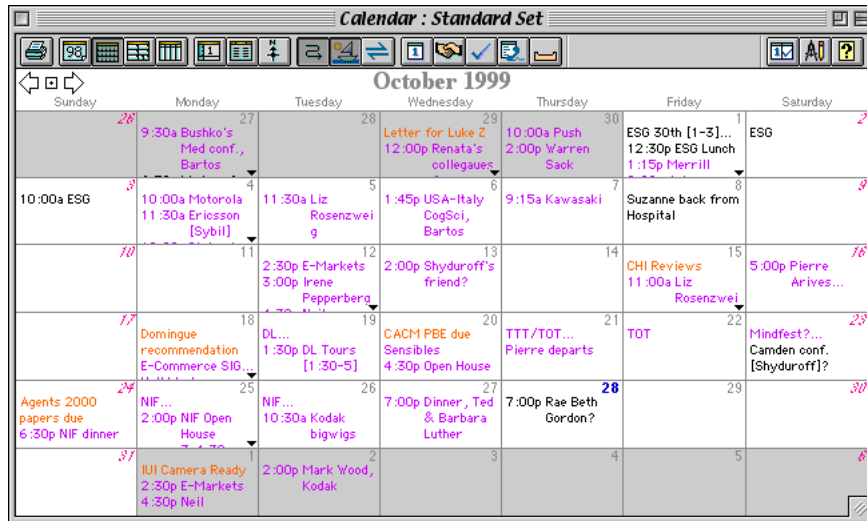 Calendar : Standard Set
98
1
1
October 1999
Sunday Monday Tuesday Wednesday Thursday Friday Saturday
26
27
9:30a Bushko's
Med conf.,
Bartos
28
29
Letter for Luke Z
12:00p Renata's
collegaues
30
10:00a Push
2:00p Warren
Sack
1
ESG 30th [1-3]...
12:30p ESG Lunch
1:15p Merrill
2
ESG
3
10:00a ESG
4
10:00a Motorola
11:30a Ericsson
[Sybil]
5
11:30a Liz
Rosenzwei
g
6
1:45p USA-Italy
CogSci,
Bartos
7
9:15a Kawasaki
8
Suzanne back from
Hospital
9
10
11
12
2:30p E-Markets
3:00p Irene
Pepperberg
13
2:00p Shyduroff's
friend?
14
15
CHI Reviews
11:00a Liz
Rosenzwei
16
5:00p Pierre
Arives...
17
18
Domingue
recommendation
E-Commerce SIG...
19
DL...
1:30p DL Tours
[1:30-5]
20
CACM PBE due
Sensibles
4:30p Open House
21
TTT/TOT...
Pierre departs
22
TOT
23
Mindfest?...
Camden conf.
[Shyduroff]?
24
Agents 2000
papers due
6:30p NIF dinner
25
NIF...
2:00p NIF Open
House
26
NIF...
10:30a Kodak
bigwigs
27
7:00p Dinner, Ted
& Barbara
Luther
28
7:00p Rae Beth
Gordon?
29
30
31
1
IUI Camera Ready
2:30p E-Markets
4:30p Neil
2
2:00p Mark Wood,
Kodak
3
4
5
6